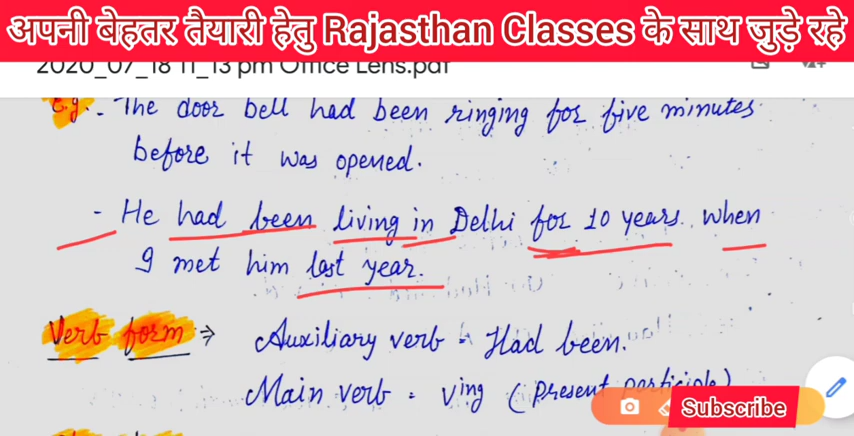 अपनी बेहतर तैयारी हेतु Rajasthan Classes के साथ जुड़े रहे
2020_07_18 11_13 pm Office Lens.pdf
E.g. - The door bell had been ringing for five minutes
before it was opened.
- He had been living in Delhi for 10 years when
I met him last year.
Verb form ⇒ Auxiliary verb - Had been.
Main verb - Ving (Present participle)
Subscribe